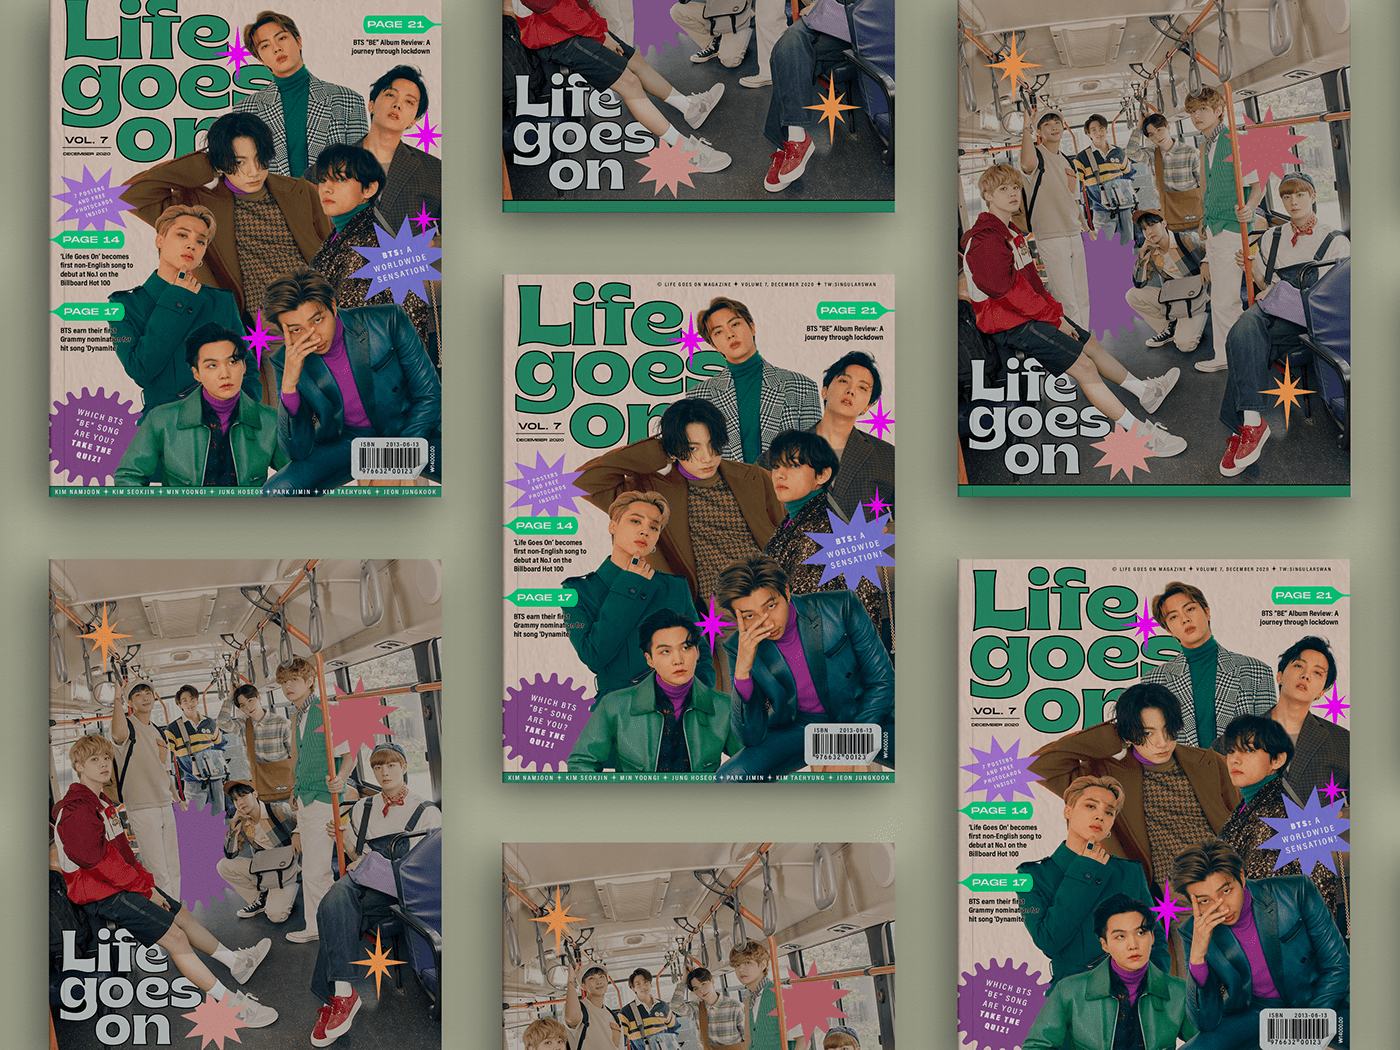 Life
goes
on
VOL. 7
DECEMBER 2020
PAGE 21
BTS "BE" Album Review: A
journey through lockdown
7 POSTERS
AND FREE
PHOTOCARDS
INSIDE!
PAGE 14
'Life Goes On' becomes
first non-English song to
debut at No.1 on the
Billboard Hot 100
BTS: A
WORLDWIDE
SENSATION!
PAGE 17
BTS earn their first
Grammy nomination for
hit song 'Dynamite'
WHICH BTS
"BE" SONG
ARE YOU?
TAKE THE
QUIZ!
ISBN 2013-06-13
9 76632 00123
₩14000.00
KIM NAMJOON ✦ KIM SEOKJIN ✦ MIN YOONGI ✦ JUNG HOSEOK ✦ PARK JIMIN ✦ KIM TAEHYUNG ✦ JEON JUNGKOOK
Life
goes
on
Life
goes
on
© LIFE GOES ON MAGAZINE ✦ VOLUME 7, DECEMBER 2020 ✦ TW:SINGULARSWAN
Life
goes
on
VOL. 7
DECEMBER 2020
PAGE 21
BTS "BE" Album Review: A
journey through lockdown
7 POSTERS
AND FREE
PHOTOCARDS
INSIDE!
PAGE 14
'Life Goes On' becomes
first non-English song to
debut at No.1 on the
Billboard Hot 100
BTS: A
WORLDWIDE
SENSATION!
PAGE 17
BTS earn their first
Grammy nomination for
hit song 'Dynamite'
WHICH BTS
"BE" SONG
ARE YOU?
TAKE THE
QUIZ!
ISBN 2013-06-13
9 76632 00123
₩14000.00
KIM NAMJOON ✦ KIM SEOKJIN ✦ MIN YOONGI ✦ JUNG HOSEOK ✦ PARK JIMIN ✦ KIM TAEHYUNG ✦ JEON JUNGKOOK
Life
goes
on
© LIFE GOES ON MAGAZINE ✦ VOLUME 7, DECEMBER 2020 ✦ TW:SINGULARSWAN
Life
goes
on
VOL. 7
DECEMBER 2020
PAGE 21
BTS "BE" Album Review: A
journey through lockdown
7 POSTERS
AND FREE
PHOTOCARDS
INSIDE!
PAGE 14
'Life Goes On' becomes
first non-English song to
debut at No.1 on the
Billboard Hot 100
BTS: A
WORLDWIDE
SENSATION!
PAGE 17
BTS earn their first
Grammy nomination for
hit song 'Dynamite'
WHICH BTS
"BE" SONG
ARE YOU?
TAKE THE
QUIZ!
ISBN 2013-06-13
9 76632 00123
₩14000.00